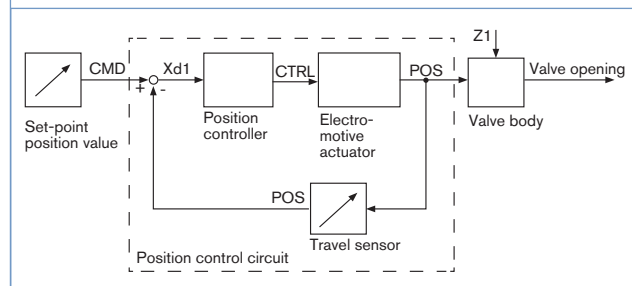 Z1
CMD
Xd1
CTRL
POS
Valve opening
+
-
Set-point
position value
Position
controller
Electro-
motive
actuator
Valve body
POS
Travel sensor
Position control circuit